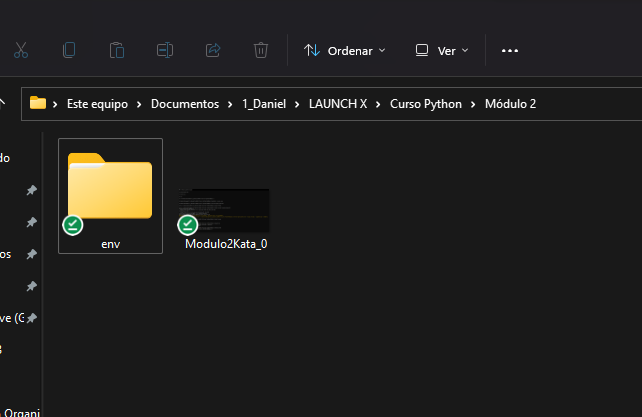 Ordenar Ver
Este equipo > Documentos > 1_Daniel > LAUNCH X > Curso Python > Módulo 2
do
os
ve (G
env
Modulo2Kata_0
Organi